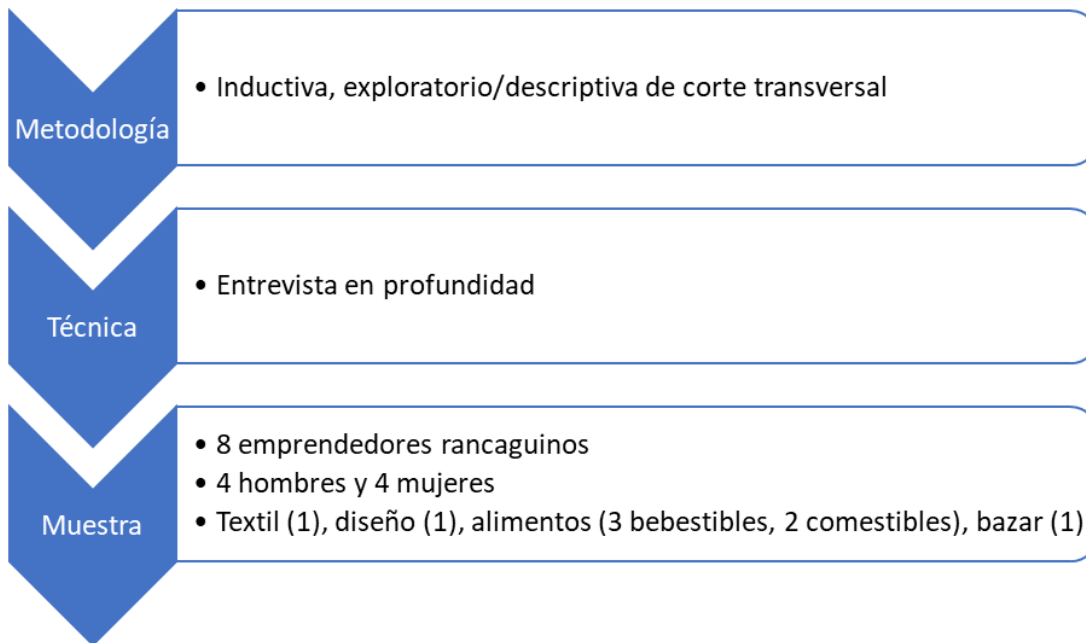 Metodología
• Inductiva, exploratorio/descriptiva de corte transversal
Técnica
• Entrevista en profundidad
Muestra
• 8 emprendedores rancaguinos
• 4 hombres y 4 mujeres
• Textil (1), diseño (1), alimentos (3 bebestibles, 2 comestibles), bazar (1)